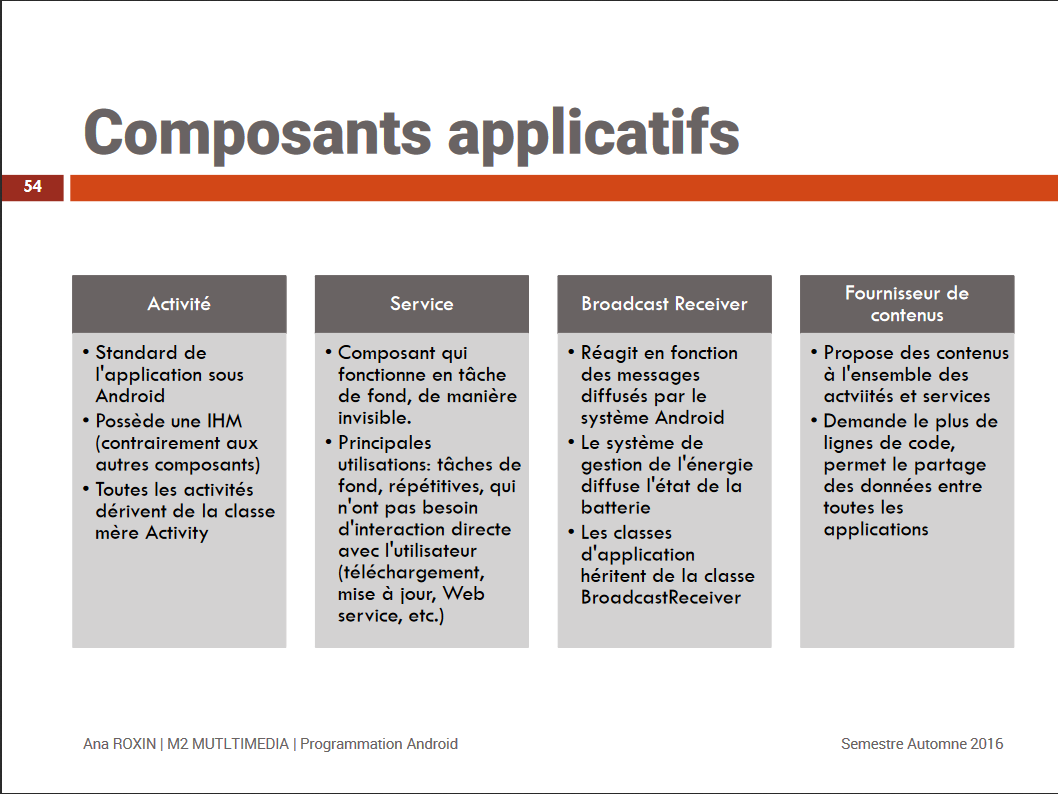 Composants applicatifs
54
Activité
• Standard de
l'application sous
Android
• Possède une IHM
(contrairement aux
autres composants)
• Toutes les activités
dérivent de la classe
mère Activity
Service
• Composant qui
fonctionne en tâche
de fond, de manière
invisible.
• Principales
utilisations: tâches de
fond, répétitives, qui
n'ont pas besoin
d'interaction directe
avec l'utilisateur
(téléchargement,
mise à jour, Web
service, etc.)
Broadcast Receiver
• Réagit en fonction
des messages
diffusés par le
système Android
• Le système de
gestion de l'énergie
diffuse l'état de la
batterie
• Les classes
d'application
héritent de la classe
BroadcastReceiver
Fournisseur de
contenus
• Propose des contenus
à l'ensemble des
actviités et services
• Demande le plus de
lignes de code,
permet le partage
des données entre
toutes les
applications
Ana ROXIN | M2 MUTLTIMEDIA | Programmation Android
Semestre Automne 2016